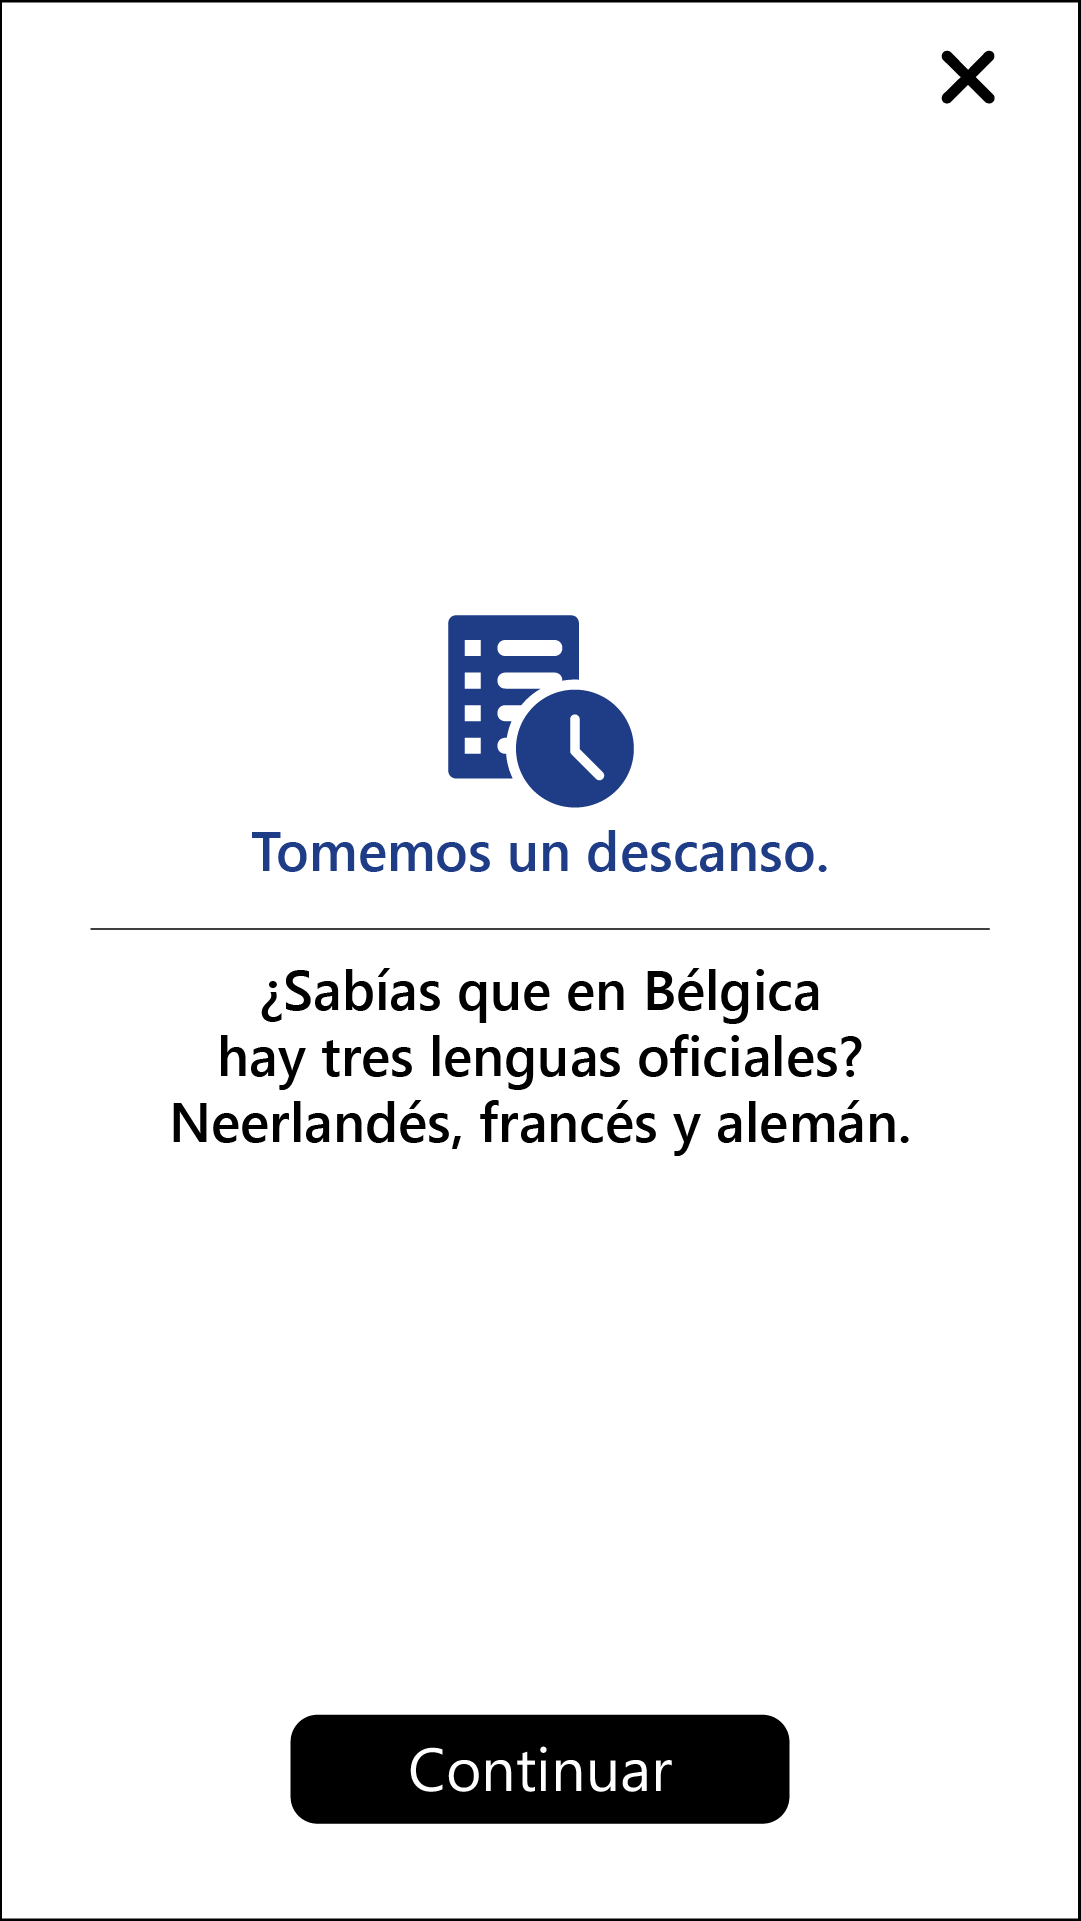 Tomemos un descanso.
¿Sabías que en Bélgica
hay tres lenguas oficiales?
Neerlandés, francés y alemán.
Continuar